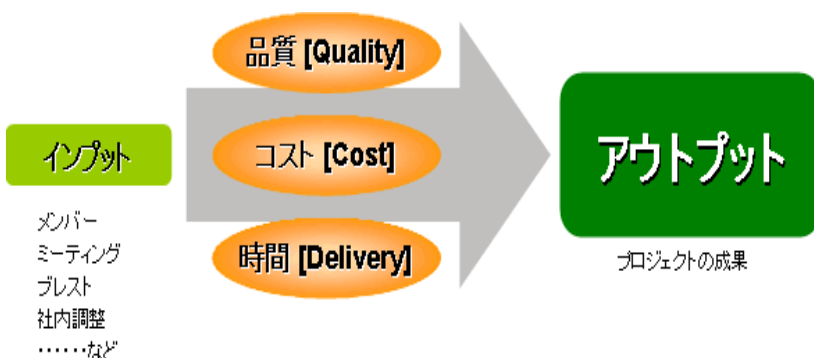 インプット
メンバー
ミーティング
ブレスト
社内調整
・・・・・・など
品質 [Quality]
コスト [Cost]
時間 [Delivery]
アウトプット
プロジェクトの成果